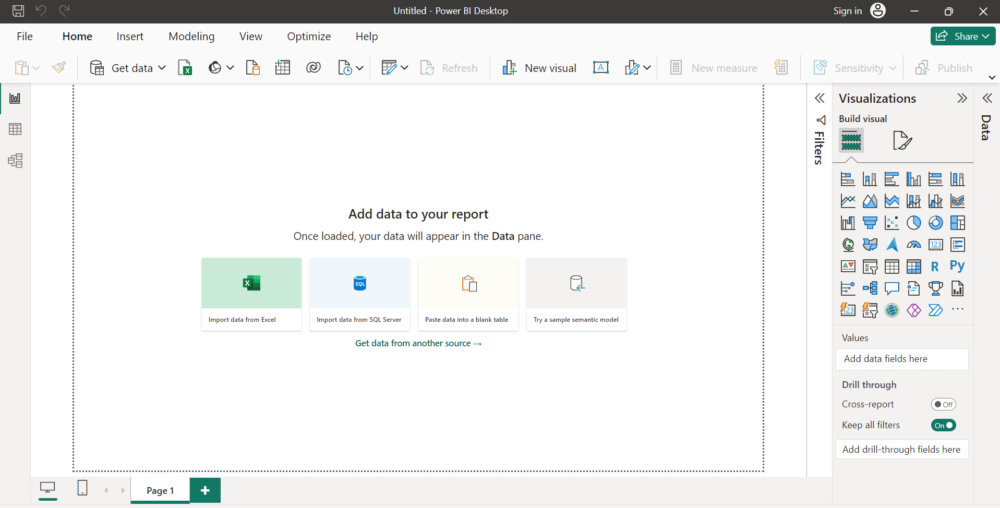 Untitled - Power BI Desktop
Sign in
File Home Insert Modeling View Optimize Help
Share
Get data
Refresh
New visual
A
New measure
Sensitivity
Publish
Visualizations
Build visual
Filters
Data
Add data to your report
Once loaded, your data will appear in the Data pane.
X
SQL
Import data from Excel
Import data from SQL Server
Paste data into a blank table
Try a sample semantic model
Get data from another source →
123
R
Py
123
Values
Add data fields here
Drill through
Cross-report
Off
Keep all filters
On
Add drill-through fields here
Page 1